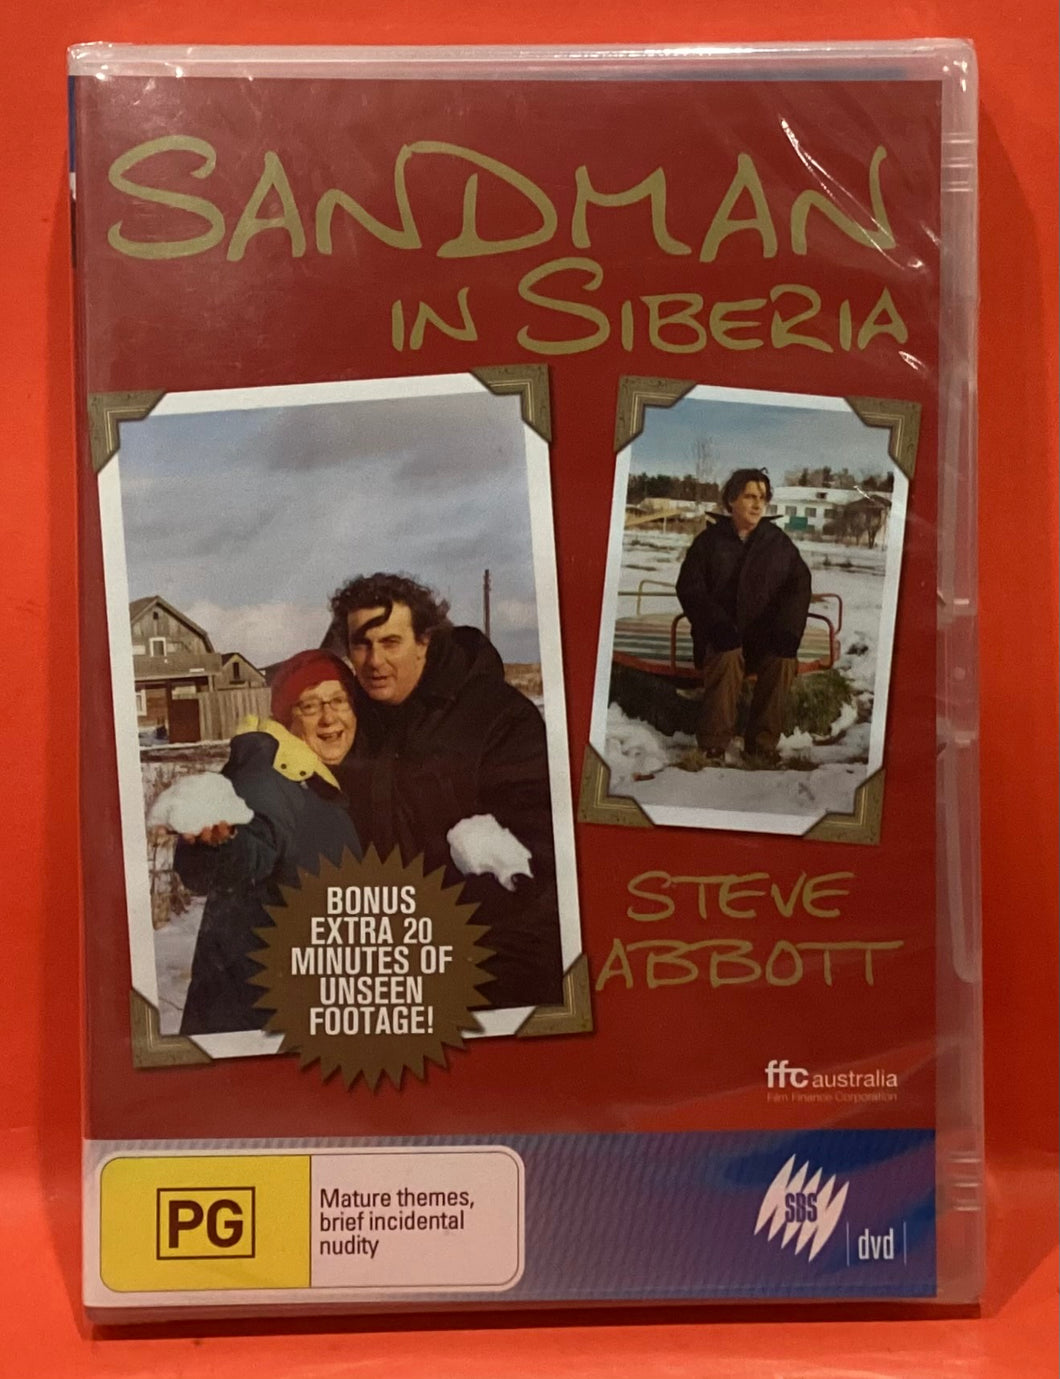 SANDMAN
IN SIBERIA
BONUS
EXTRA 20
MINUTES OF
UNSEEN
FOOTAGE!
STEVE
ABBOTT
ffc australia
Film Finance Corporation
PG
Mature themes,
brief incidental
nudity
SBS
dvd